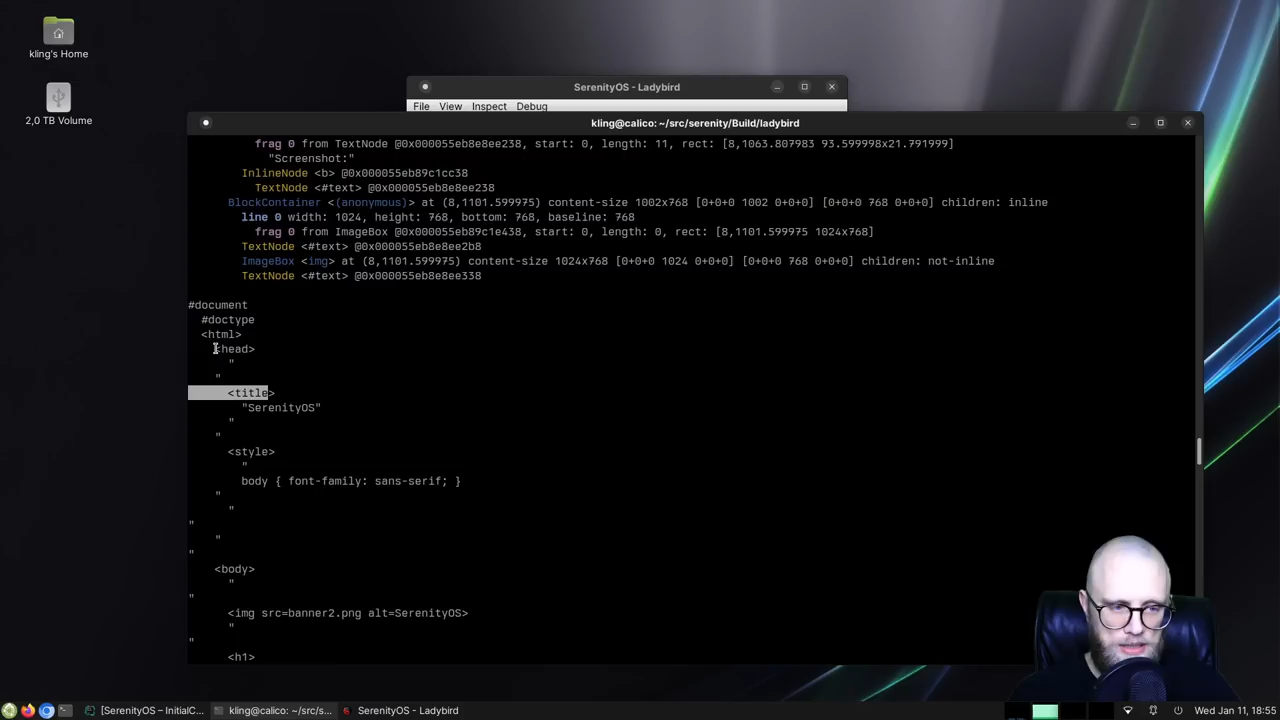 kling's Home
2,0 TB Volume
SerenityOS - Ladybird
File View Inspect Debug
kling@calico: ~/src/serenity/Build/ladybird
frag 0 from TextNode @0x000055eb8e8ee238, start: 0, length: 11, rect: [8,1063.807983 93.599998x21.791999]
"Screenshot:"
InlineNode <b> @0x000055eb89c1cc38
TextNode <#text> @0x000055eb8e8ee238
BlockContainer <(anonymous)> at (8,1101.599975) content-size 1002x768 [0+0+0 1002 0+0+0] [0+0+0 768 0+0+0] children: inline
line 0 width: 1024, height: 768, bottom: 768, baseline: 768
frag 0 from ImageBox @0x000055eb89c1e438, start: 0, length: 0, rect: [8,1101.599975 1024x768]
TextNode <#text> @0x000055eb8e8ee2b8
ImageBox <img> at (8,1101.599975) content-size 1024x768 [0+0+0 1024 0+0+0] [0+0+0 768 0+0+0] children: not-inline
TextNode <#text> @0x000055eb8e8ee338
#document
#doctype
<html>
<head>
"
"
<title>
"SerenityOS"
"
"
<style>
"
body { font-family: sans-serif; }
"
"
"
"
"
<body>
"
"
<img src=banner2.png alt=SerenityOS>
"
"
<h1>
[SerenityOS – InitialC...
kling@calico: ~/src/s...
SerenityOS - Ladybird
Wed Jan 11, 18:55